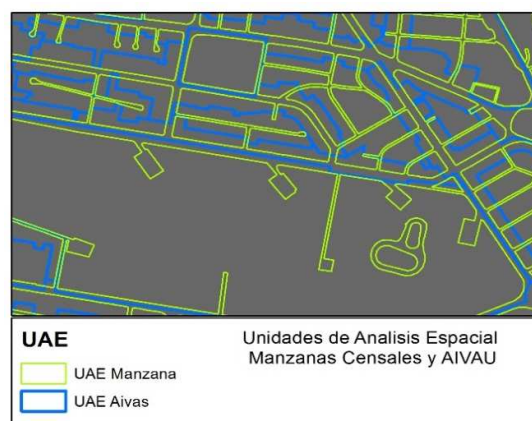 UAE
Unidades de Analisis Espacial
Manzanas Censales y AIVAU
UAE Manzana
UAE Aivas